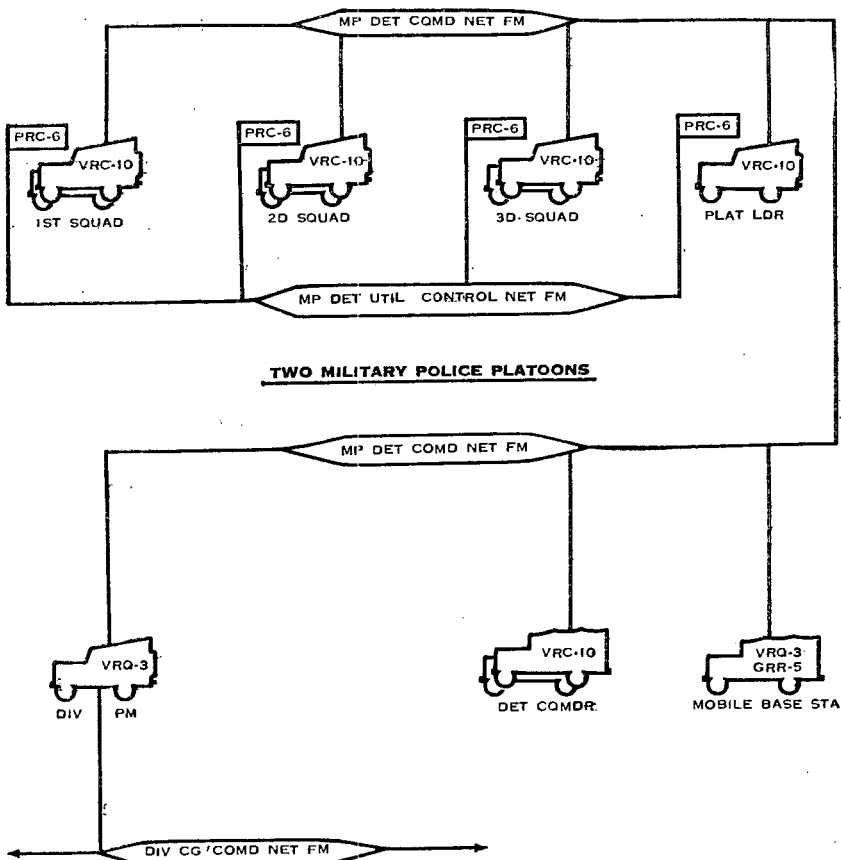 MP DET CQMD NET FM
PRC-6
PRC-6
PRC-6
PRC-6
VRC-10
VRC-10
VRC-10
VRC-10
1ST SQUAD
2D SQUAD
3D SQUAD
PLAT LDR
MP DET UTIL CONTROL NET FM
TWO MILITARY POLICE PLATOONS
MP DET COMD NET FM
VRQ-3
VRC-10
VRQ-3
GRR-5
DIV PM
DET CQMDR
MOBILE BASE STA
DIV CG/COMD NET FM